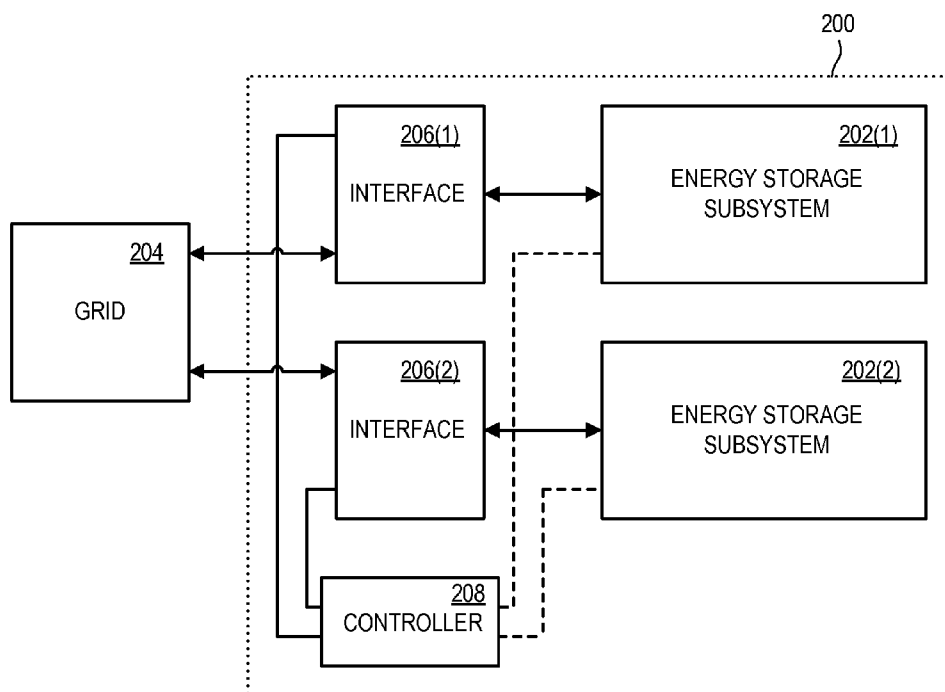 200
206(1)
INTERFACE
202(1)
ENERGY STORAGE
SUBSYSTEM
204
GRID
206(2)
INTERFACE
202(2)
ENERGY STORAGE
SUBSYSTEM
208
CONTROLLER